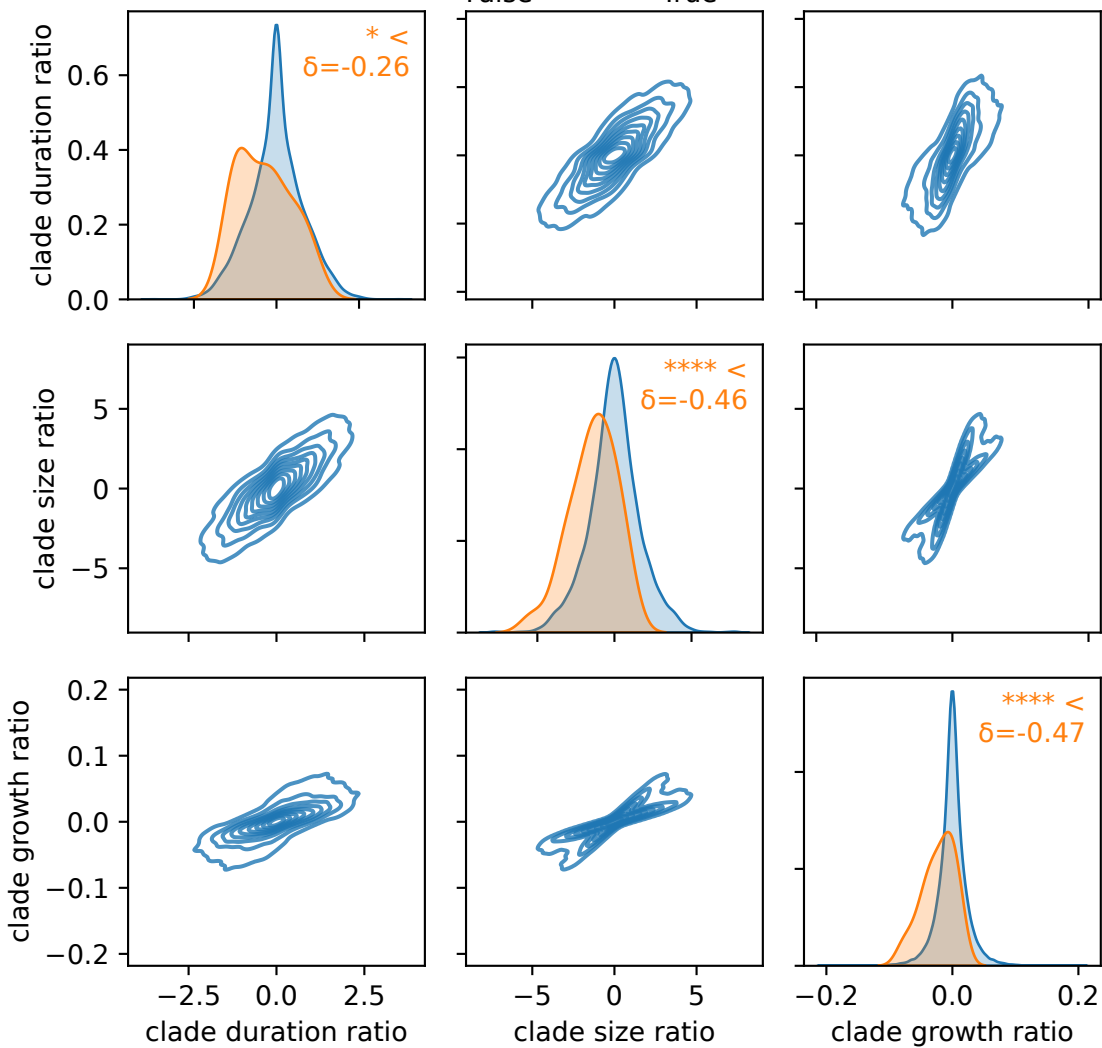 * <
δ=-0.26
clade duration ratio
0.6
0.4
0.2
0.0
**** <
δ=-0.46
clade size ratio
5
0
−5
**** <
δ=-0.47
clade growth ratio
0.2
0.1
0.0
−0.1
−0.2
−2.5 0.0 2.5 −5 0 5 −0.2 0.0 0.2
clade duration ratio clade size ratio clade growth ratio